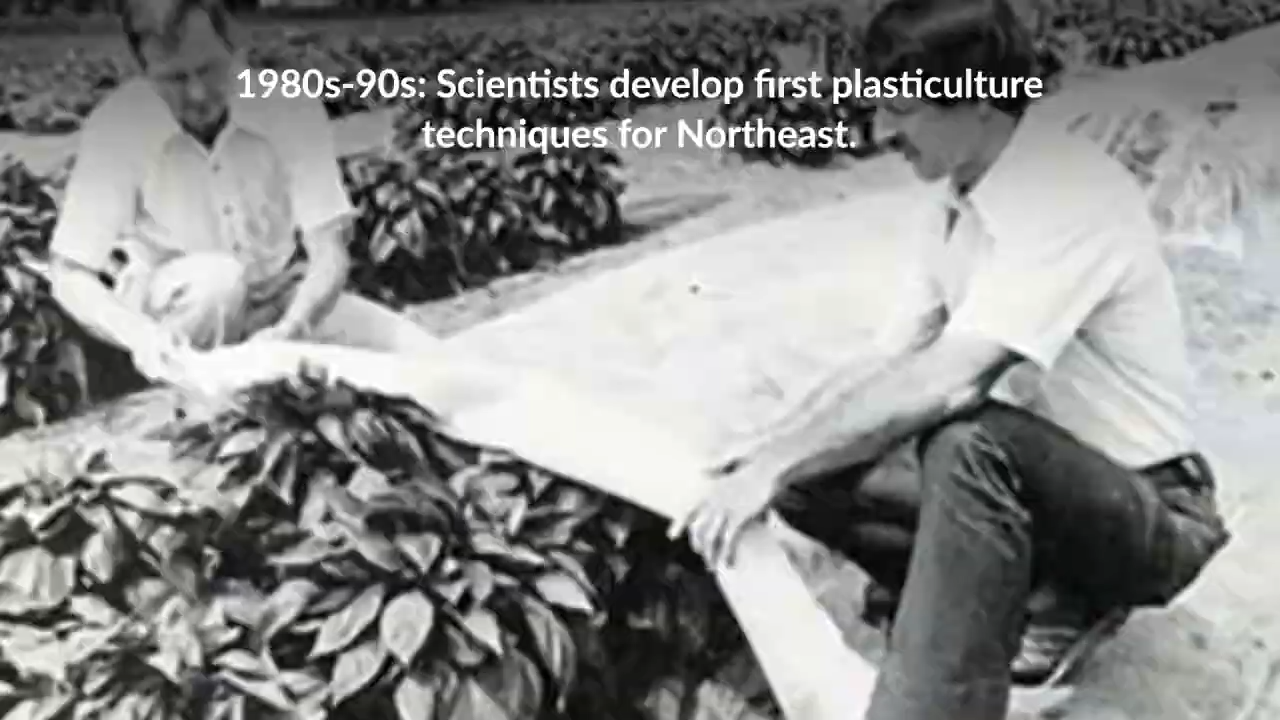 1980s-90s: Scientists develop first plasticulture
techniques for Northeast.